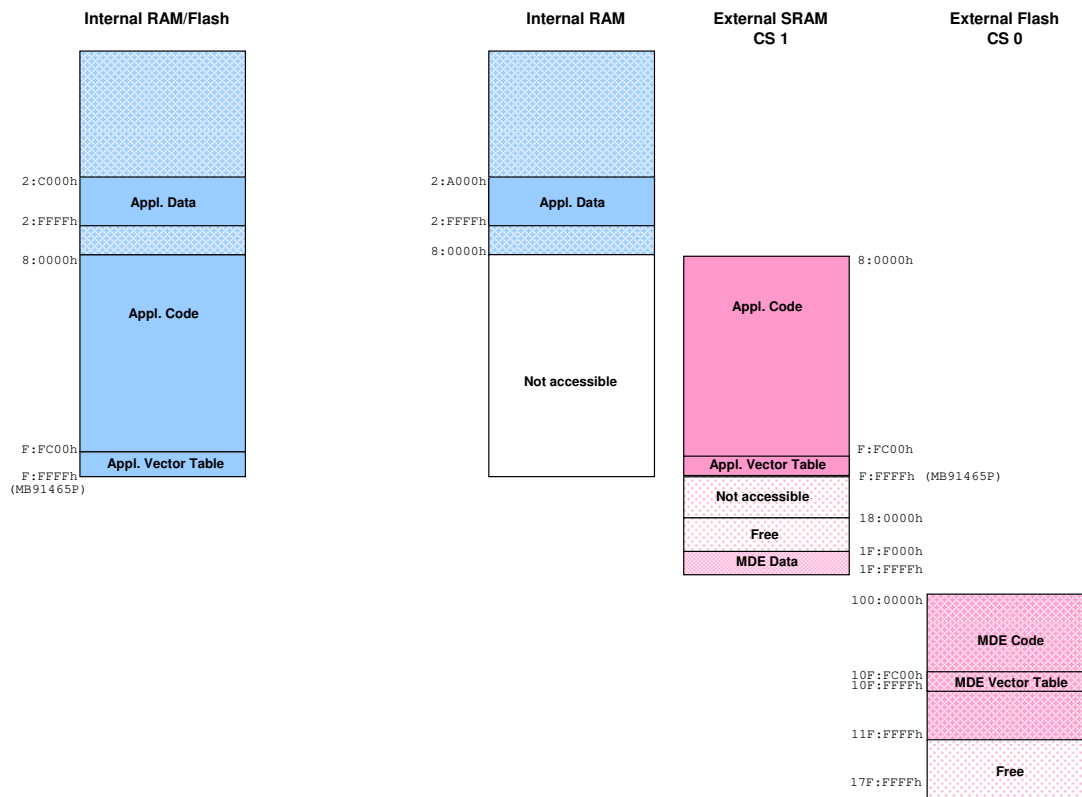 Internal RAM/Flash
2:C000h
Appl. Data
2:FFFFh
8:0000h
Appl. Code
F:FC00h
Appl. Vector Table
F:FFFFh
(MB91465P)
Internal RAM
2:A000h
Appl. Data
2:FFFFh
8:0000h
Not accessible
External SRAM
CS 1
8:0000h
Appl. Code
F:FC00h
Appl. Vector Table
F:FFFFh (MB91465P)
Not accessible
18:0000h
Free
1F:F000h
MDE Data
1F:FFFFh
External Flash
CS 0
100:0000h
MDE Code
10F:FC00h
MDE Vector Table
10F:FFFFh
11F:FFFFh
Free
17F:FFFFh